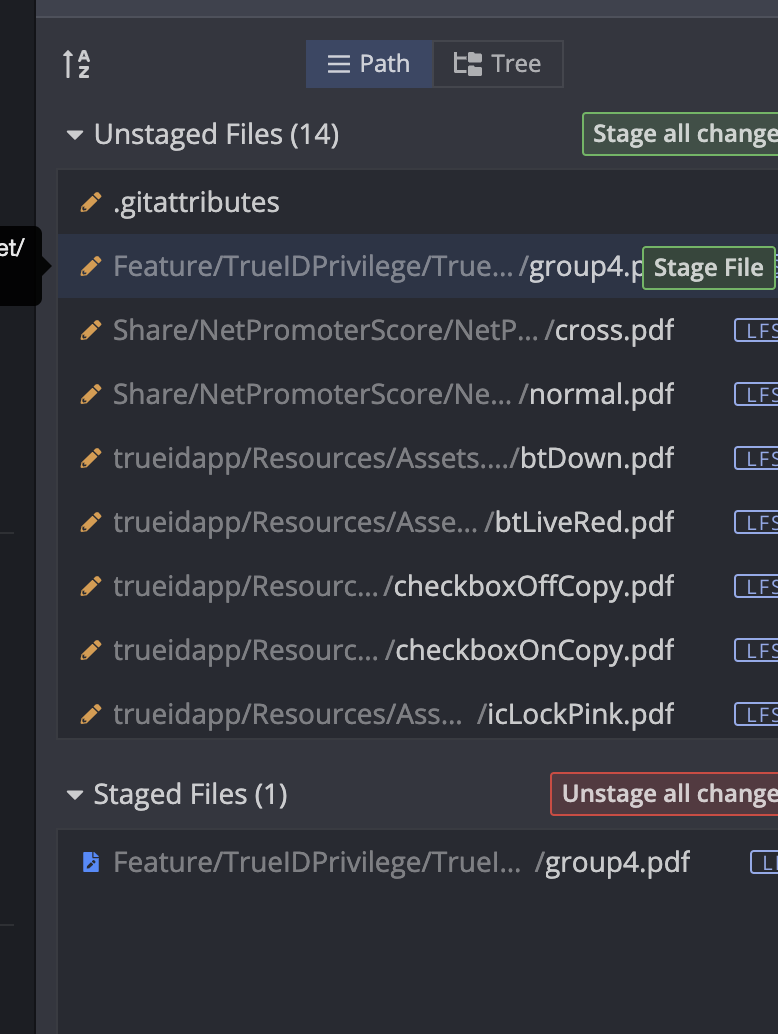 A
Z
Path
Tree
Unstaged Files (14)
Stage all change
.gitattributes
et/
Feature/TrueIDPrivilege/True... /group4.p
Stage File
Share/NetPromoterScore/NetP... /cross.pdf
LFS
Share/NetPromoterScore/Ne... /normal.pdf
LFS
trueidapp/Resources/Assets..../btDown.pdf
LFS
trueidapp/Resources/Asse... /btLiveRed.pdf
LFS
trueidapp/Resourc... /checkboxOffCopy.pdf
LFS
trueidapp/Resourc... /checkboxOnCopy.pdf
LFS
trueidapp/Resources/Ass... /icLockPink.pdf
LFS
Staged Files (1)
Unstage all change
Feature/TrueIDPrivilege/TrueI... /group4.pdf
LF